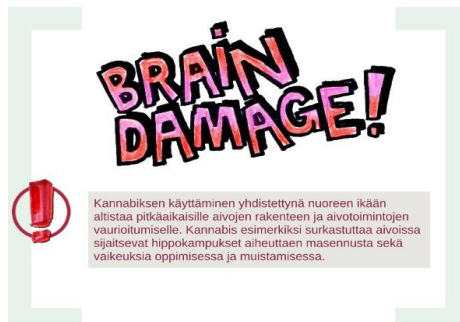 BRAIN
DAMAGE!
Kannabiksen käyttäminen yhdistettynä nuoreen ikään
altistaa pitkäaikaisille aivojen rakenteen ja aivotoimintojen
vaurioitumiselle. Kannabis esimerkiksi surkastuttaa aivoissa
sijaitsevat hippokampukset aiheuttaen masennusta sekä
vaikeuksia oppimisessa ja muistamisessa.